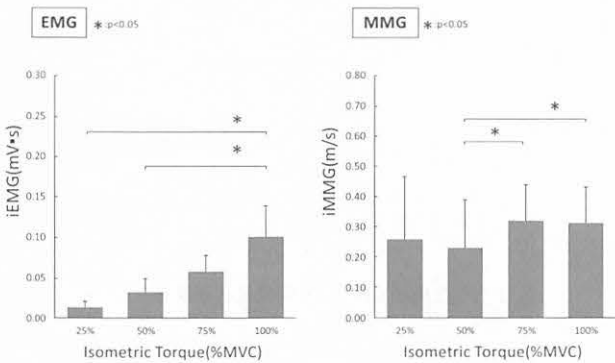 EMG
* :p<0.05
iEMG(mV•s)
0.30
0.25
0.20
0.15
0.10
0.05
0.00
*
*
25% 50% 75% 100%
Isometric Torque(%MVC)
MMG
* :p<0.05
iMMG(m/s)
0.80
0.70
0.60
0.50
0.40
0.30
0.20
0.10
0.00
*
*
25% 50% 75% 100%
Isometric Torque(%MVC)